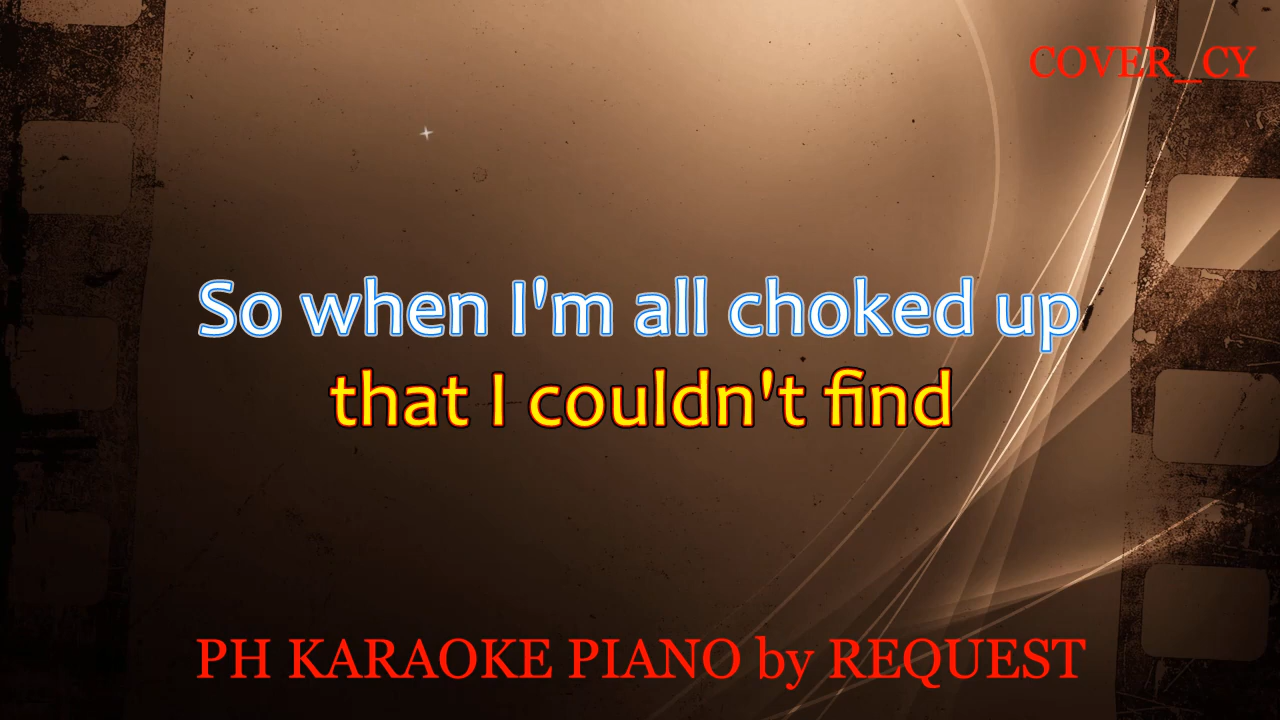 COVER_CY
So when I'm all choked up
that I couldn't find
PH KARAOKE PIANO by REQUEST